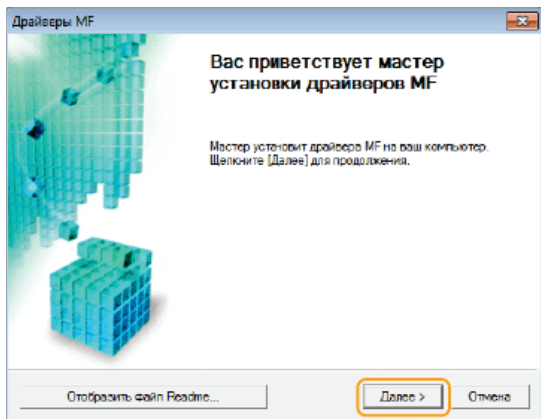 Драйверы MF
Вас приветствует мастер
установки драйверов MF
Мастер установит драйвера MF на ваш компьютер.
Щелкните [Далее] для продолжения.
Отобразить файл Readme...
Далее >
Отмена